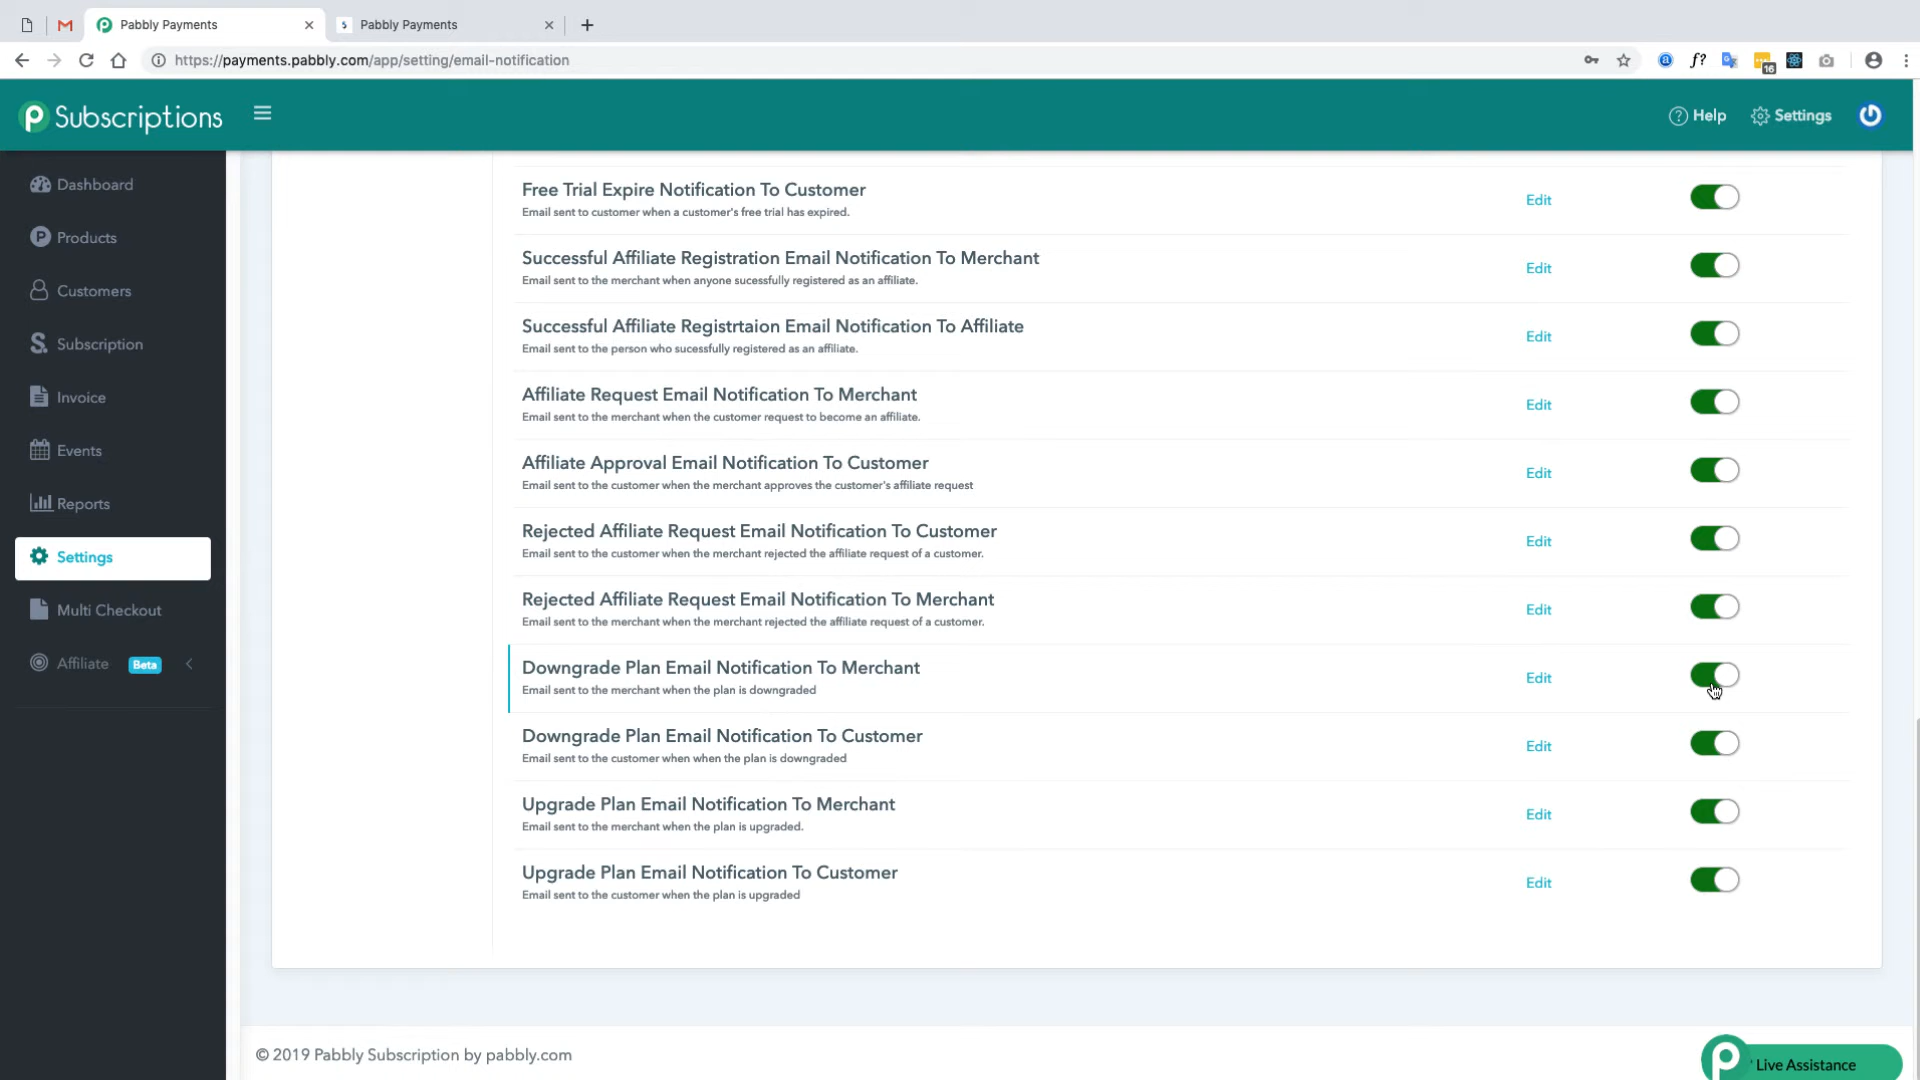 Pabbly Payments
Pabbly Payments
https://payments.pabbly.com/app/setting/email-notification
f?
16
Subscriptions
Help
Settings
Dashboard
Products
Customers
Subscription
Invoice
Events
Reports
Settings
Multi Checkout
Affiliate Beta
Free Trial Expire Notification To Customer
Email sent to customer when a customer's free trial has expired.
Edit
Successful Affiliate Registration Email Notification To Merchant
Email sent to the merchant when anyone sucessfully registered as an affiliate.
Edit
Successful Affiliate Registrtaion Email Notification To Affiliate
Email sent to the person who sucessfully registered as an affiliate.
Edit
Affiliate Request Email Notification To Merchant
Email sent to the merchant when the customer request to become an affiliate.
Edit
Affiliate Approval Email Notification To Customer
Email sent to the customer when the merchant approves the customer's affiliate request
Edit
Rejected Affiliate Request Email Notification To Customer
Email sent to the customer when the merchant rejected the affiliate request of a customer.
Edit
Rejected Affiliate Request Email Notification To Merchant
Email sent to the merchant when the merchant rejected the affiliate request of a customer.
Edit
Downgrade Plan Email Notification To Merchant
Email sent to the merchant when the plan is downgraded
Edit
Downgrade Plan Email Notification To Customer
Email sent to the customer when when the plan is downgraded
Edit
Upgrade Plan Email Notification To Merchant
Email sent to the merchant when the plan is upgraded.
Edit
Upgrade Plan Email Notification To Customer
Email sent to the customer when the plan is upgraded
Edit
© 2019 Pabbly Subscription by pabbly.com
Live Assistance